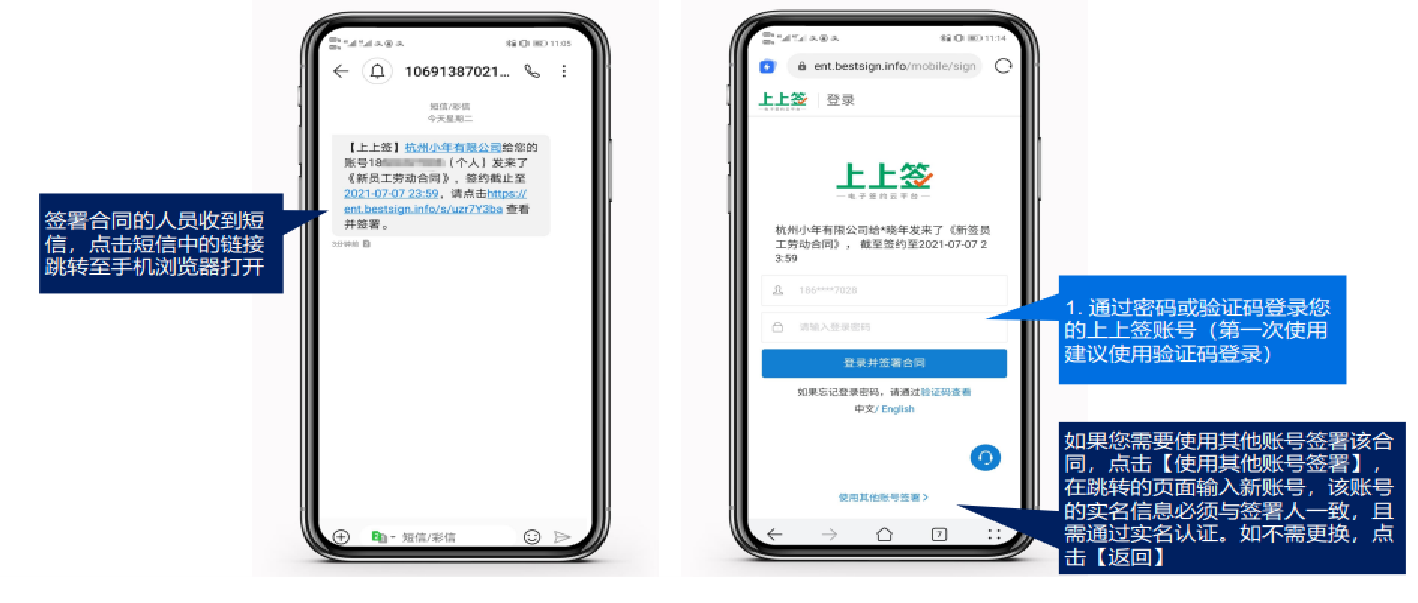 签署合同的人员收到短
信，点击短信中的链接
跳转至手机浏览器打开
11:05
10691387021...
短信/彩信
今天星期二
【上上签】杭州小年有限公司给您的
账号18 （个人）发来了
《新员工劳动合同》，签约截止至
2021-07-07 23:59，请点击https://
ent.bestsign.info/s/uzr7Y3ba 查看
并签署。
3分钟前
短信/彩信
11:14
ent.bestsign.info/mobile/sign
上上签 登录
上上签
电子签约云平台
杭州小年有限公司给*晓年发来了《新签员
工劳动合同》，截至签约至2021-07-07 2
3:59
186****7028
请输入登录密码
登录并签署合同
如果忘记登录密码，请通过验证码查看
中文/ English
使用其他账号签署>
7
1. 通过密码或验证码登录您
的上上签账号（第一次使用
建议使用验证码登录）
如果您需要使用其他账号签署该合
同，点击【使用其他账号签署】，
在跳转的页面输入新账号，该账号
的实名信息必须与签署人一致，且
需通过实名认证。如不需更换，点
击【返回】